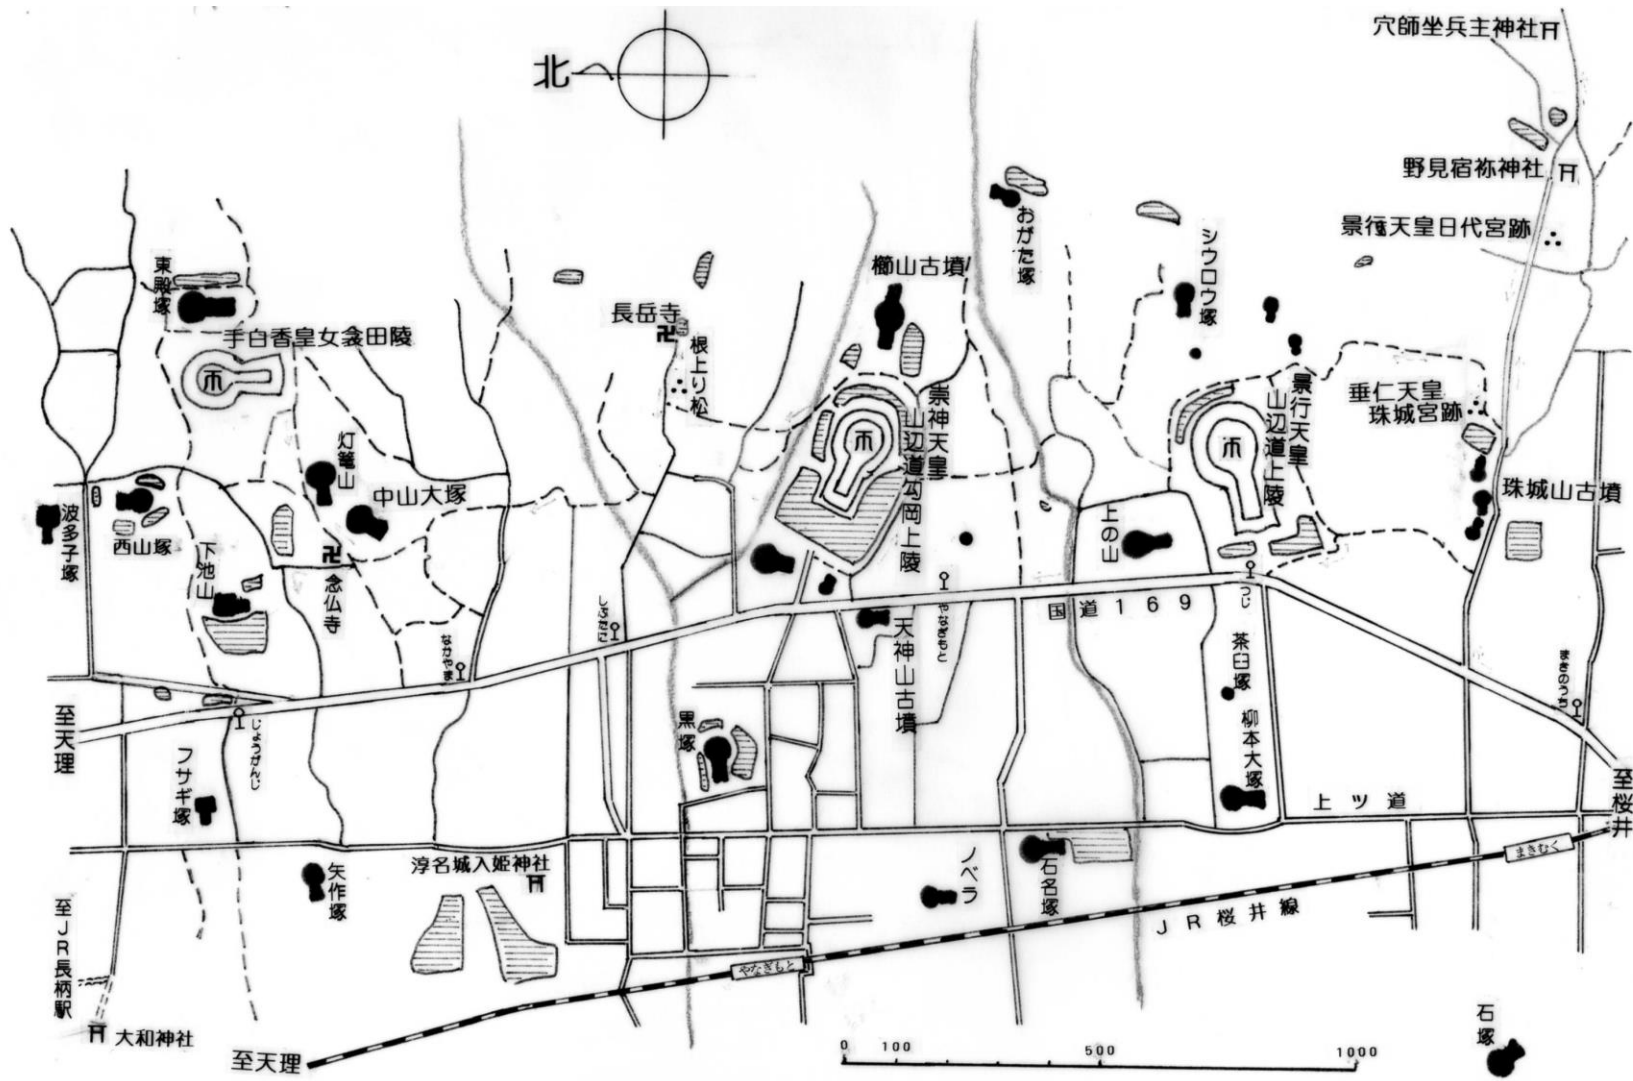 北
穴師坐兵主神社
野見宿祢神社
景行天皇日代宮跡
東殿塚
手白香皇女衾田陵
長岳寺
根上り松
櫛山古墳
おがた塚
シウロウ塚
崇神天皇
山辺道勾岡上陵
景行天皇
山辺道上陵
垂仁天皇
珠城宮跡
珠城山古墳
灯篭山
中山大塚
波多子塚
西山塚
下池山
念仏寺
上の山
国道169
つじ
やなぎもと
天神山古墳
茶臼塚
柳本大塚
まきのうち
なかやま
じょうがんじ
至天理
フサギ塚
黒塚
上ツ道
至桜井
まきむく
矢作塚
渟名城入姫神社
ノベラ
石名塚
JR桜井線
やなぎもと
至JR長柄駅
大和神社
至天理
石塚
0 100 500 1000